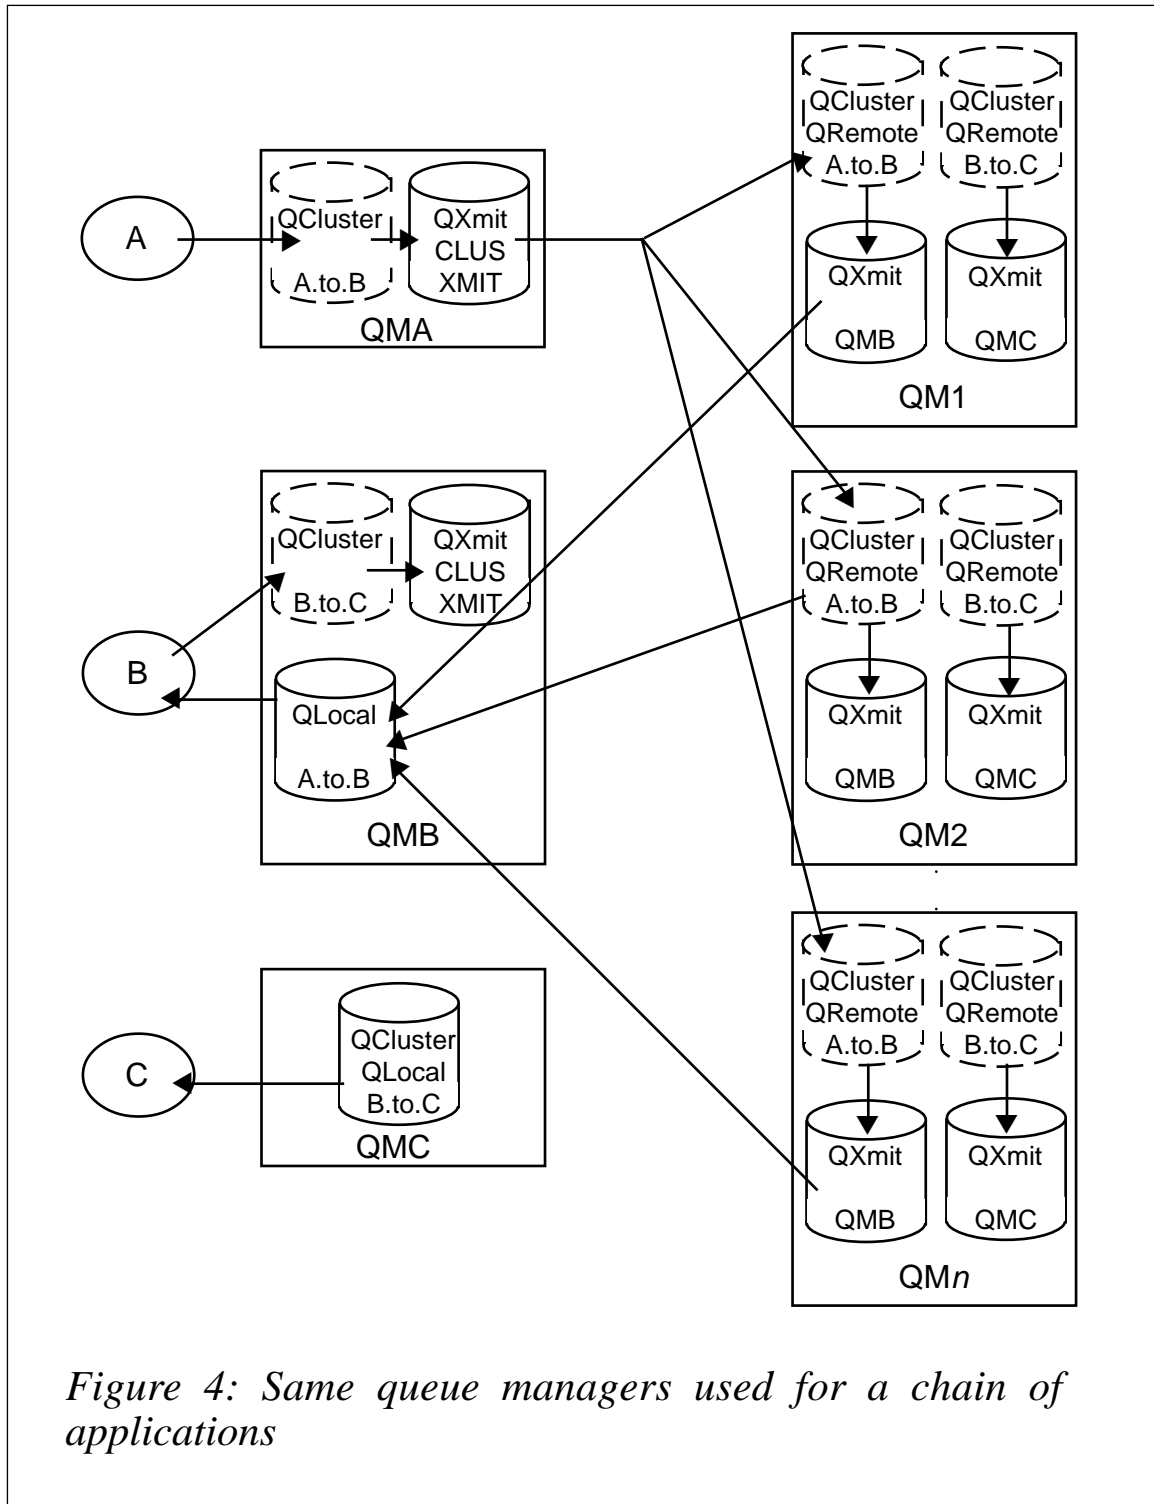 A
QCluster
A.to.B
QXmit
CLUS
XMIT
QMA
QCluster
QRemote
A.to.B
QCluster
QRemote
B.to.C
QXmit
QMB
QXmit
QMC
QM1
B
QCluster
B.to.C
QXmit
CLUS
XMIT
QLocal
A.to.B
QMB
QCluster
QRemote
A.to.B
QCluster
QRemote
B.to.C
QXmit
QMB
QXmit
QMC
QM2
C
QCluster
QLocal
B.to.C
QMC
QCluster
QRemote
A.to.B
QCluster
QRemote
B.to.C
QXmit
QMB
QXmit
QMC
QMn
Figure 4: Same queue managers used for a chain of
applications